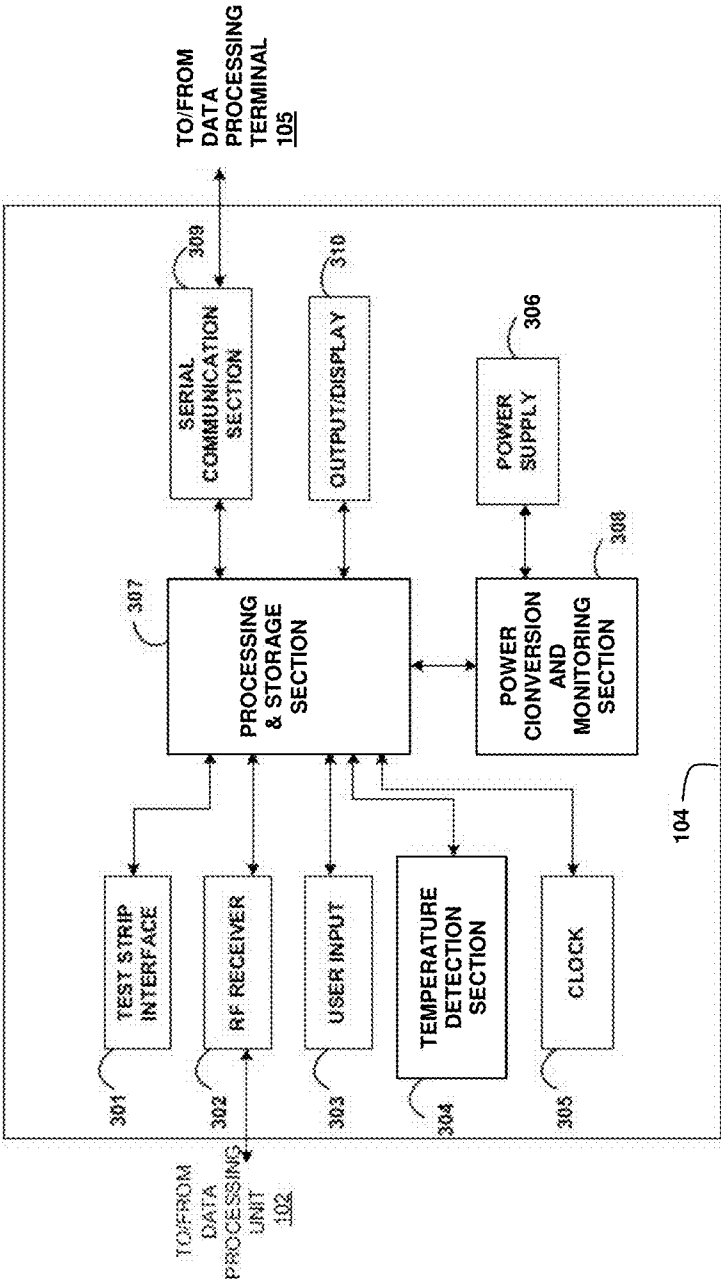 TO/FROM
DATA
PROCESSING
UNIT
102
301
TEST STRIP
INTERFACE
302
RF RECEIVER
303
USER INPUT
304
TEMPERATURE
DETECTION
SECTION
305
CLOCK
307
PROCESSING
& STORAGE
SECTION
POWER
CIONVERSION
AND
MONITORING
SECTION
308
309
SERIAL
COMMUNICATION
SECTION
310
OUTPUT/DISPLAY
306
POWER
SUPPLY
104
TO/FROM
DATA
PROCESSING
TERMINAL
105